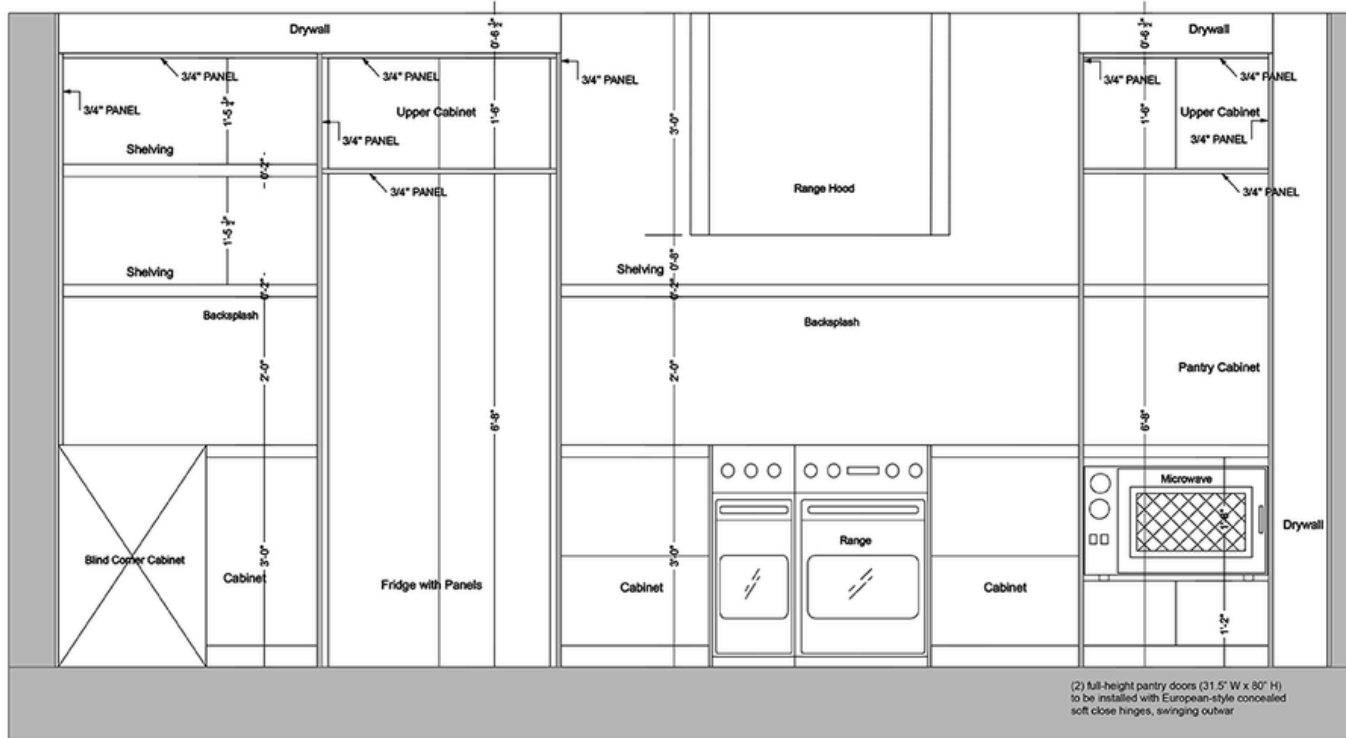 Drywall
0'-6 ½"
0'-6 ½"
Drywall
3/4" PANEL
3/4" PANEL
3/4" PANEL
3/4" PANEL
3/4" PANEL
1'-5 ½"
Upper Cabinet
1'-6"
3'-0"
1'-6"
Upper Cabinet
3/4" PANEL
3/4" PANEL
3/4" PANEL
3/4" PANEL
Shelving
0'-2"
3/4" PANEL
Range Hood
3/4" PANEL
1'-5 ½"
Shelving
Shelving
0'-8"
0'-2"
0'-2"
Backsplash
Backsplash
2'-0"
2'-0"
Pantry Cabinet
6'-8"
6'-8"
Microwave
1'-6"
Drywall
Range
Blind Corner Cabinet
3'-0"
Cabinet
Fridge with Panels
3'-0"
Cabinet
Cabinet
1'-2"
(2) full-height pantry doors (31.5" W x 80" H)
to be installed with European-style concealed
soft close hinges, swinging outwar